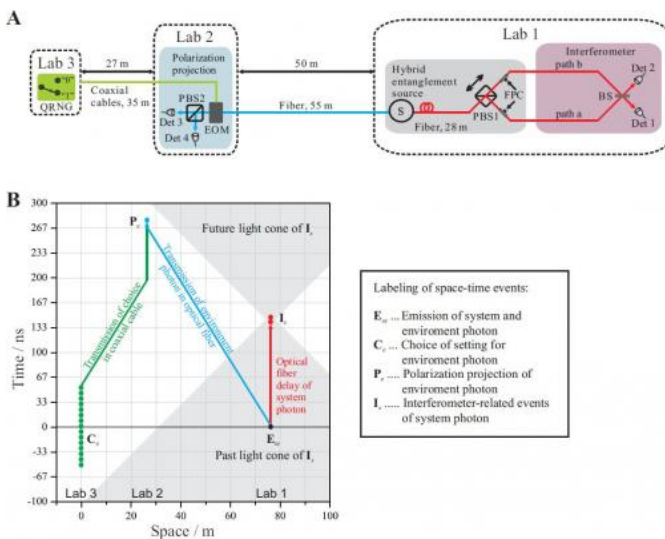 A
Lab 3
"0"
"1"
QRNG
27 m
Coaxial
cables, 35 m
Lab 2
Polarization
projection
PBS2
Det 3
Det 4
EOM
50 m
Fiber, 55 m
Lab 1
Hybrid
entanglement
source
S
Fiber, 28 m
PBS1
FPC
Interferometer
path b
path a
BS
Det 2
Det 1
B
Time / ns
300
267
233
200
167
133
100
67
33
0
-33
-67
-100
Pe
Future light cone of Is
Transmission of choice
in coaxial cable
Transmission of environment
photon in optical fiber
Is
Optical
fiber
delay of
system
photon
Ce
Ese
Past light cone of Is
Lab 3
Lab 2
Lab 1
0
20
40
60
80
100
Space / m
Labeling of space-time events:
Ese ... Emission of system and
enviroment photon
Ce ... Choice of setting for
enviroment photon
Pe .... Polarization projection of
enviroment photon
Is ..... Interferometer-related events
of system photon